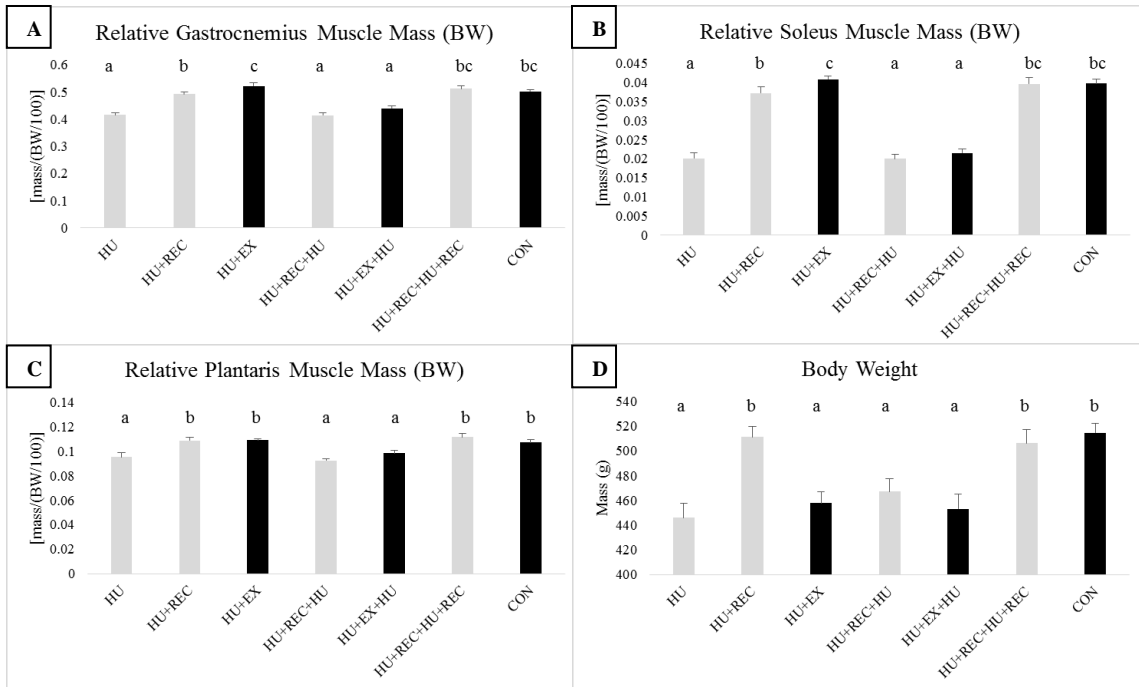 A
Relative Gastrocnemius Muscle Mass (BW)
[mass/(BW/100)]
0.6
0.5
0.4
0.3
0.2
0.1
0
a b c a a bc bc
HU HU+REC HU+EX HU+REC+HU HU+EX+HU HU+REC+HU+REC CON
B
Relative Soleus Muscle Mass (BW)
[mass/(BW/100)]
0.045
0.04
0.035
0.03
0.025
0.02
0.015
0.01
0.005
0
a b c a a bc bc
HU HU+REC HU+EX HU+REC+HU HU+EX+HU HU+REC+HU+REC CON
C
Relative Plantaris Muscle Mass (BW)
[mass/(BW/100)]
0.14
0.12
0.1
0.08
0.06
0.04
0.02
0
a b b a a b b
HU HU+REC HU+EX HU+REC+HU HU+EX+HU HU+REC+HU+REC CON
D
Body Weight
Mass (g)
540
520
500
480
460
440
420
400
a b a a a b b
HU HU+REC HU+EX HU+REC+HU HU+EX+HU HU+REC+HU+REC CON